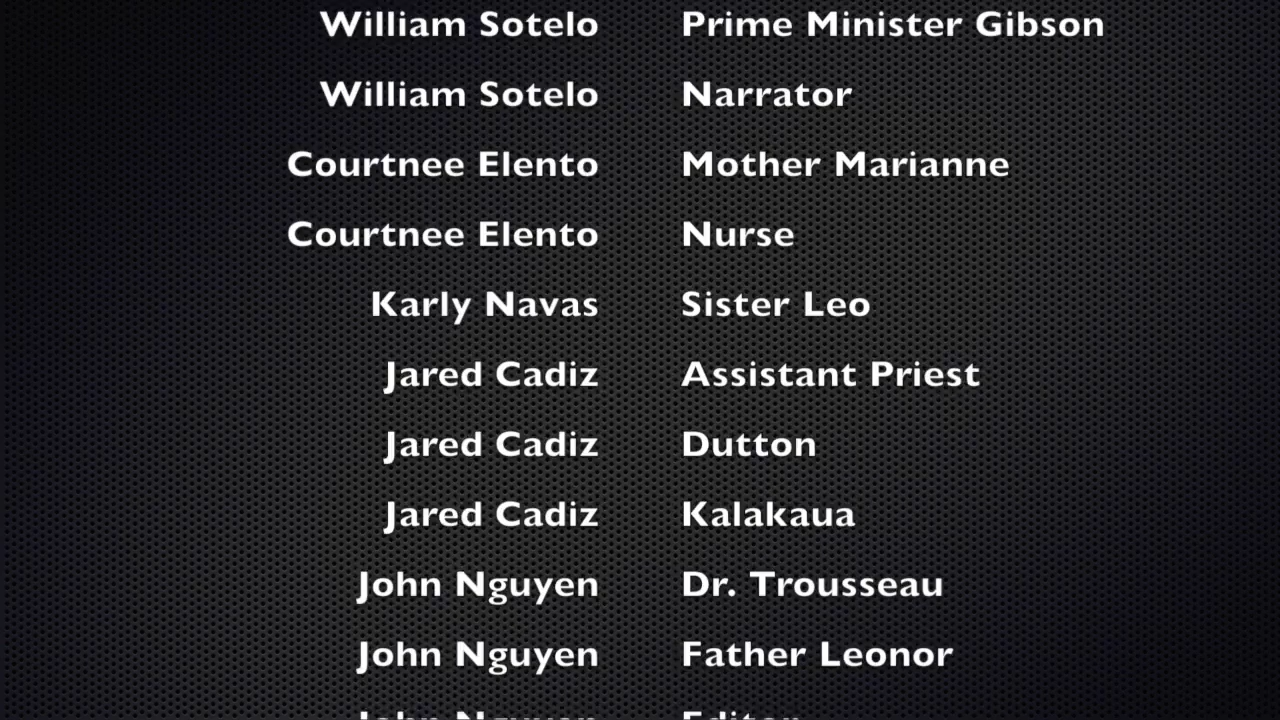 William Sotelo Prime Minister Gibson
William Sotelo Narrator
Courtnee Elento Mother Marianne
Courtnee Elento Nurse
Karly Navas Sister Leo
Jared Cadiz Assistant Priest
Jared Cadiz Dutton
Jared Cadiz Kalakaua
John Nguyen Dr. Trousseau
John Nguyen Father Leonor